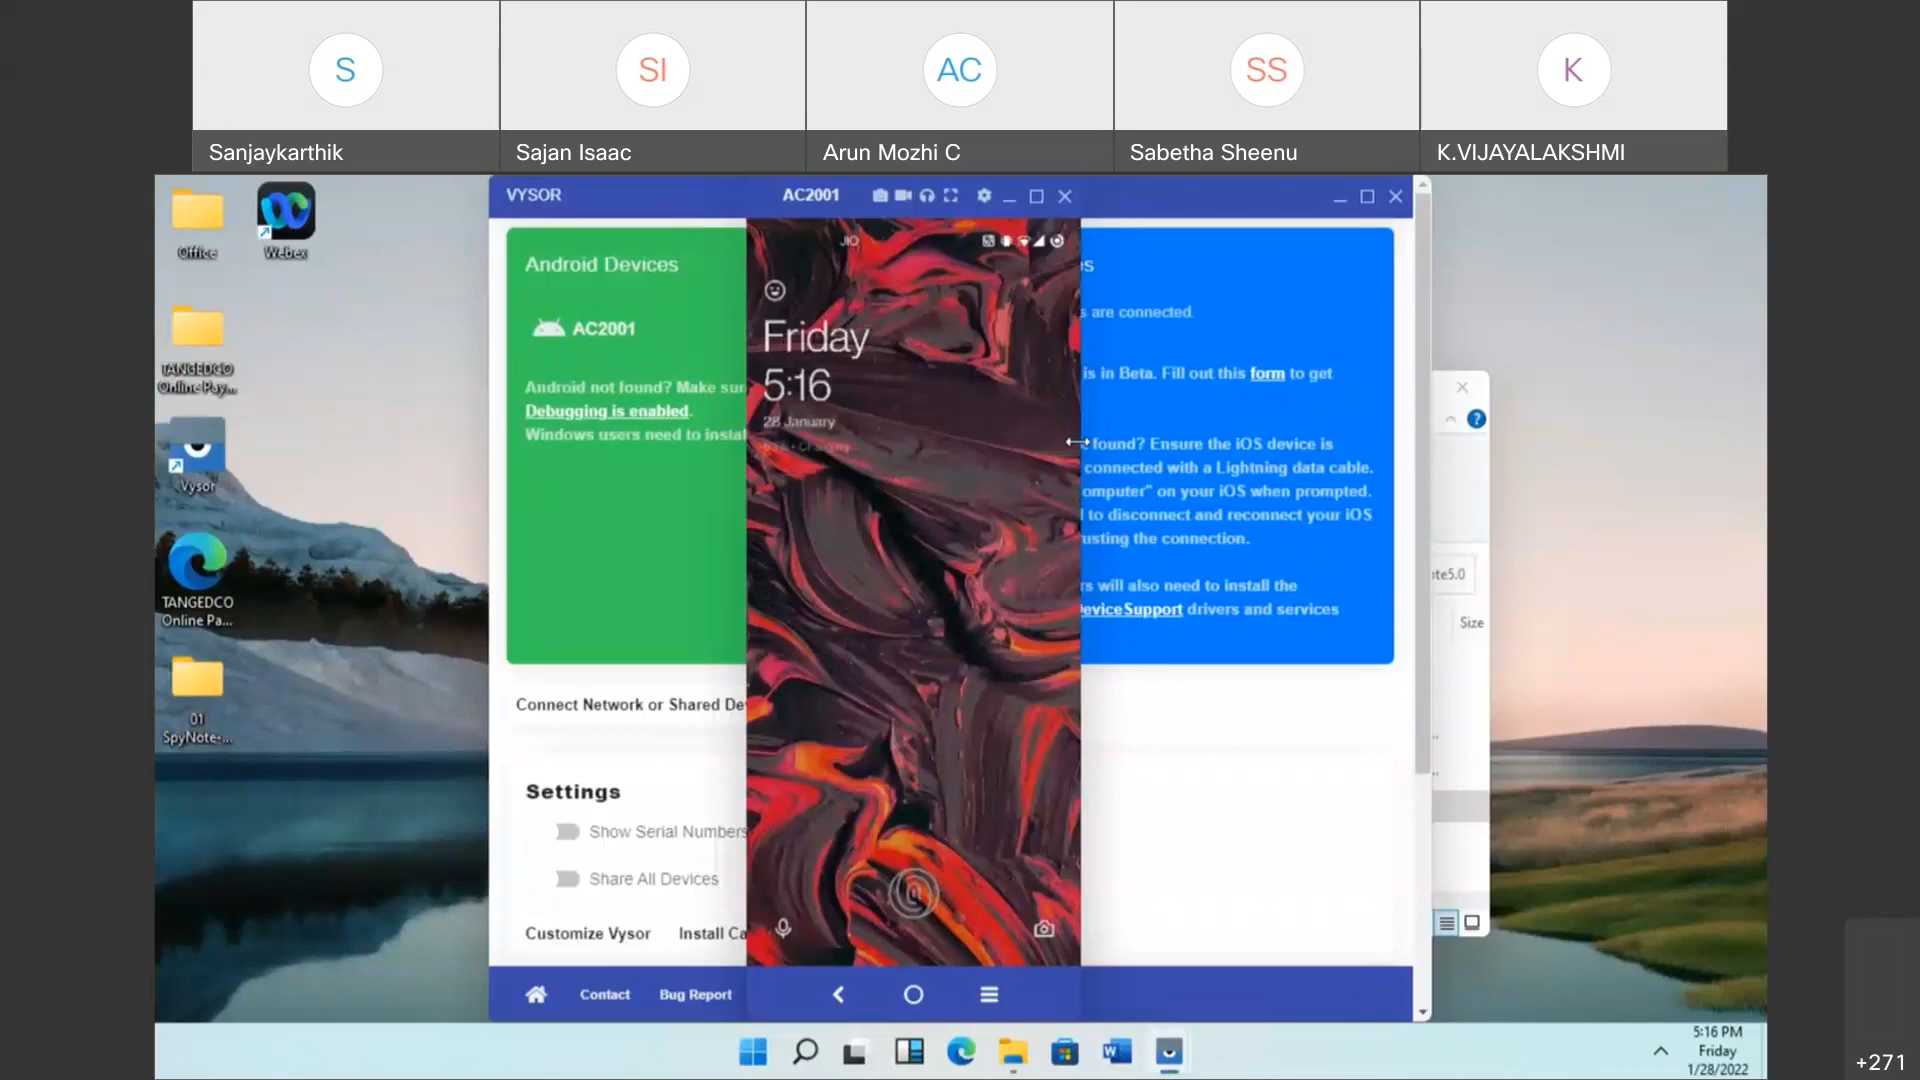 S
SI
AC
SS
K
Sanjaykarthik
Sajan Isaac
Arun Mozhi C
Sabetha Sheenu
K.VIJAYALAKSHMI
Office
Webex
TANGEDCO
Online Pay...
Vysor
TANGEDCO
Online Pa...
01
SpyNote-...
VYSOR
AC2001
Android Devices
AC2001
Android not found? Make sur
Debugging is enabled.
Windows users need to instal
JIO
Friday
5:16
28 January
s
s are connected.
is in Beta. Fill out this form to get
found? Ensure the iOS device is
connected with a Lightning data cable.
omputer" on your iOS when prompted.
to disconnect and reconnect your iOS
usting the connection.
rs will also need to install the
DeviceSupport drivers and services
Connect Network or Shared De
Settings
Show Serial Numbers
Share All Devices
Customize Vysor
Install Ca
Contact
Bug Report
?
ote5.0
Size
5:16 PM
Friday
1/28/2022
+271